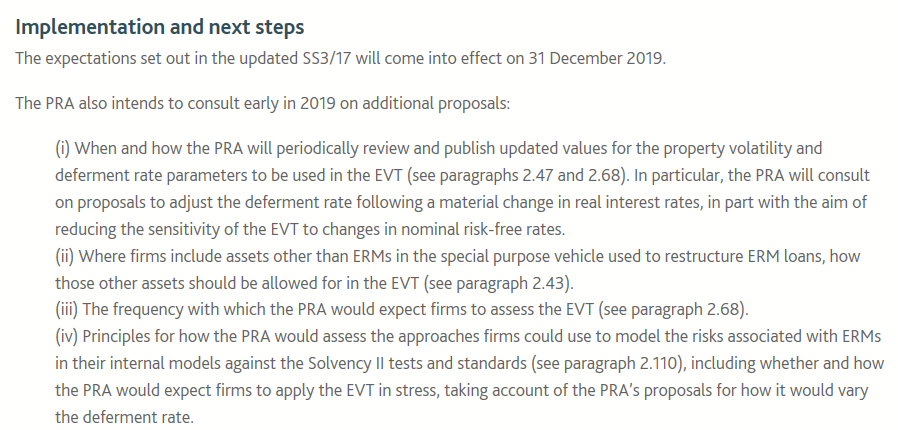 Implementation and next steps
The expectations set out in the updated SS3/17 will come into effect on 31 December 2019.
The PRA also intends to consult early in 2019 on additional proposals:
(i) When and how the PRA will periodically review and publish updated values for the property volatility and
deferment rate parameters to be used in the EVT (see paragraphs 2.47 and 2.68). In particular, the PRA will consult
on proposals to adjust the deferment rate following a material change in real interest rates, in part with the aim of
reducing the sensitivity of the EVT to changes in nominal risk-free rates.
(ii) Where firms include assets other than ERMs in the special purpose vehicle used to restructure ERM loans, how
those other assets should be allowed for in the EVT (see paragraph 2.43).
(iii) The frequency with which the PRA would expect firms to assess the EVT (see paragraph 2.68).
(iv) Principles for how the PRA would assess the approaches firms could use to model the risks associated with ERMs
in their internal models against the Solvency II tests and standards (see paragraph 2.110), including whether and how
the PRA would expect firms to apply the EVT in stress, taking account of the PRA's proposals for how it would vary
the deferment rate.